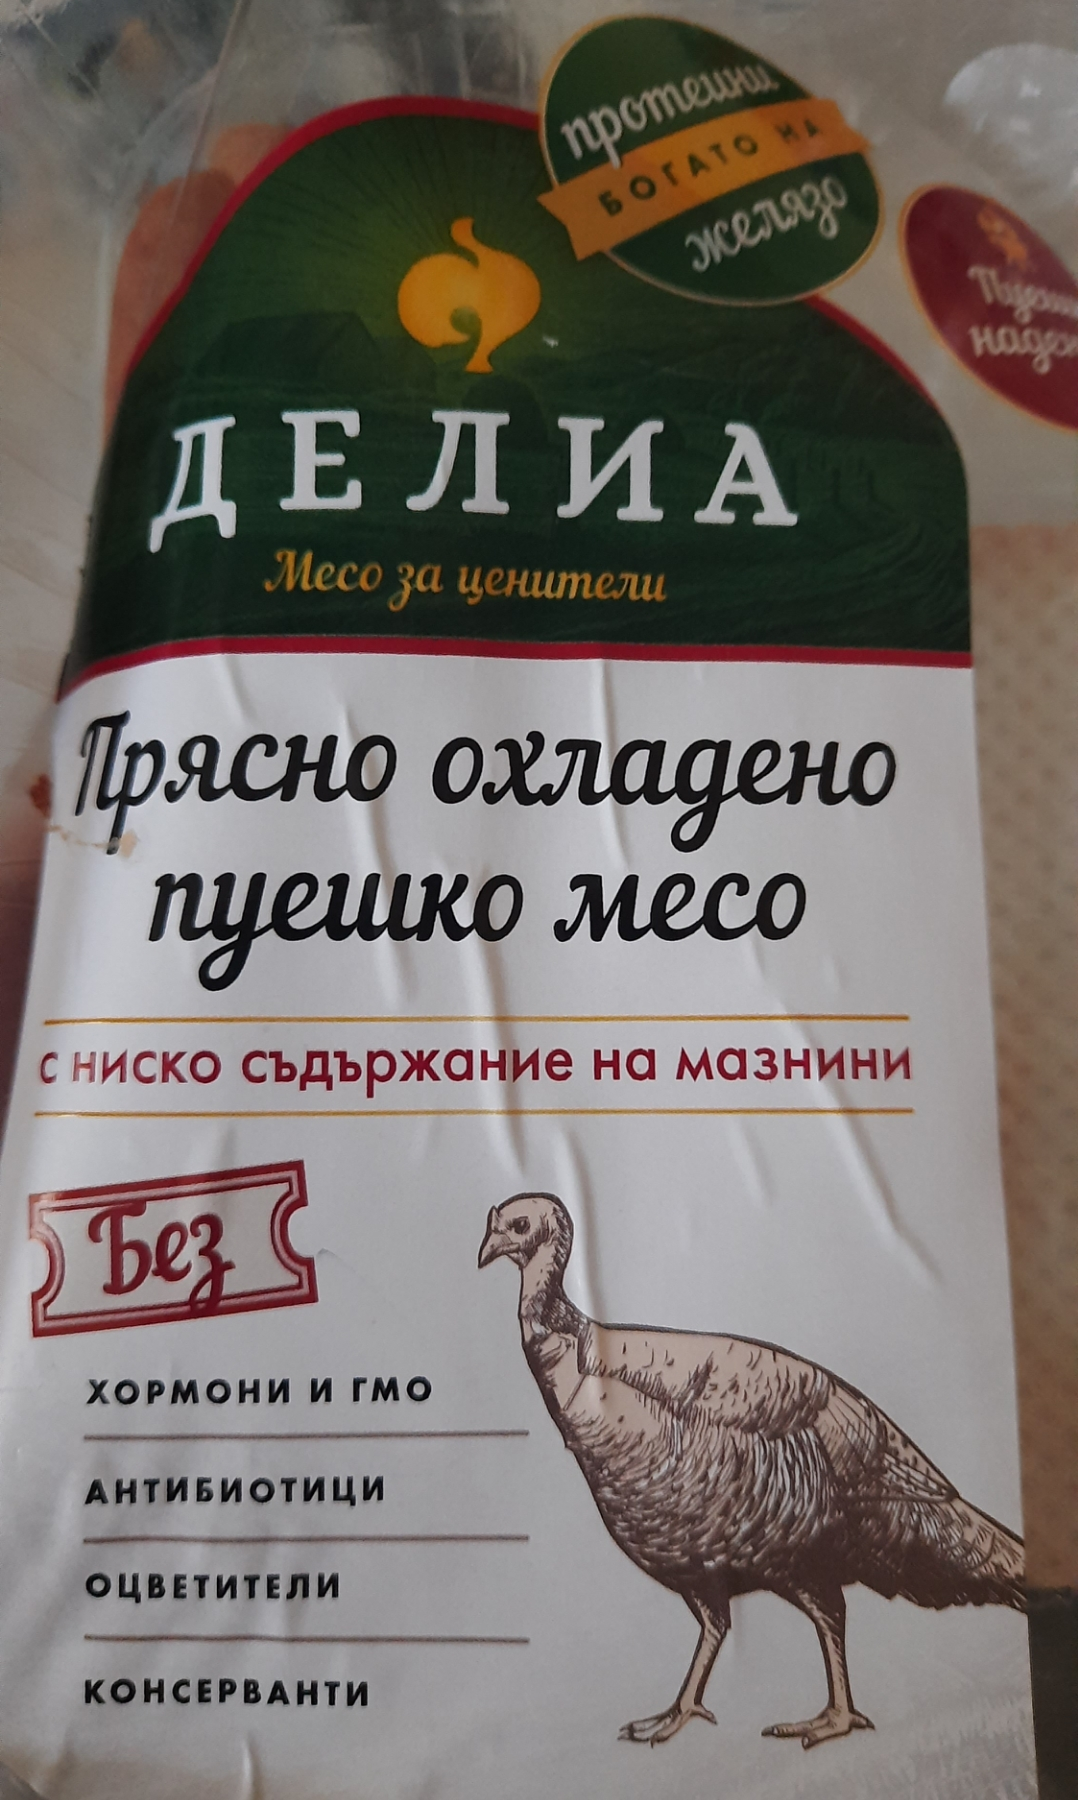 протеини
БОГАТО НА
желязо
ДЕЛИА
Месо за ценители
Прясно охладено
пуешко месо
с ниско съдържание на мазнини
Без
ХОРМОНИ И ГМО
АНТИБИОТИЦИ
ОЦВЕТИТЕЛИ
КОНСЕРВАНТИ